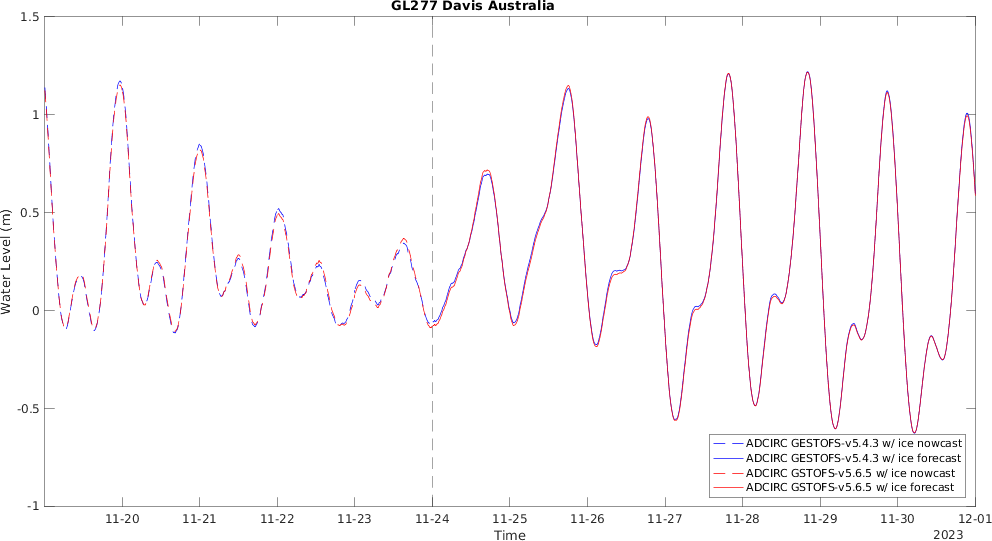 GL277 Davis Australia
1.5
1
0.5
0
-0.5
-1
Water Level (m)
ADCIRC GESTOFS-v5.4.3 w/ ice nowcast
ADCIRC GESTOFS-v5.4.3 w/ ice forecast
ADCIRC GSTOFS-v5.6.5 w/ ice nowcast
ADCIRC GSTOFS-v5.6.5 w/ ice forecast
11-20 11-21 11-22 11-23 11-24 11-25 11-26 11-27 11-28 11-29 11-30 12-01
Time
2023